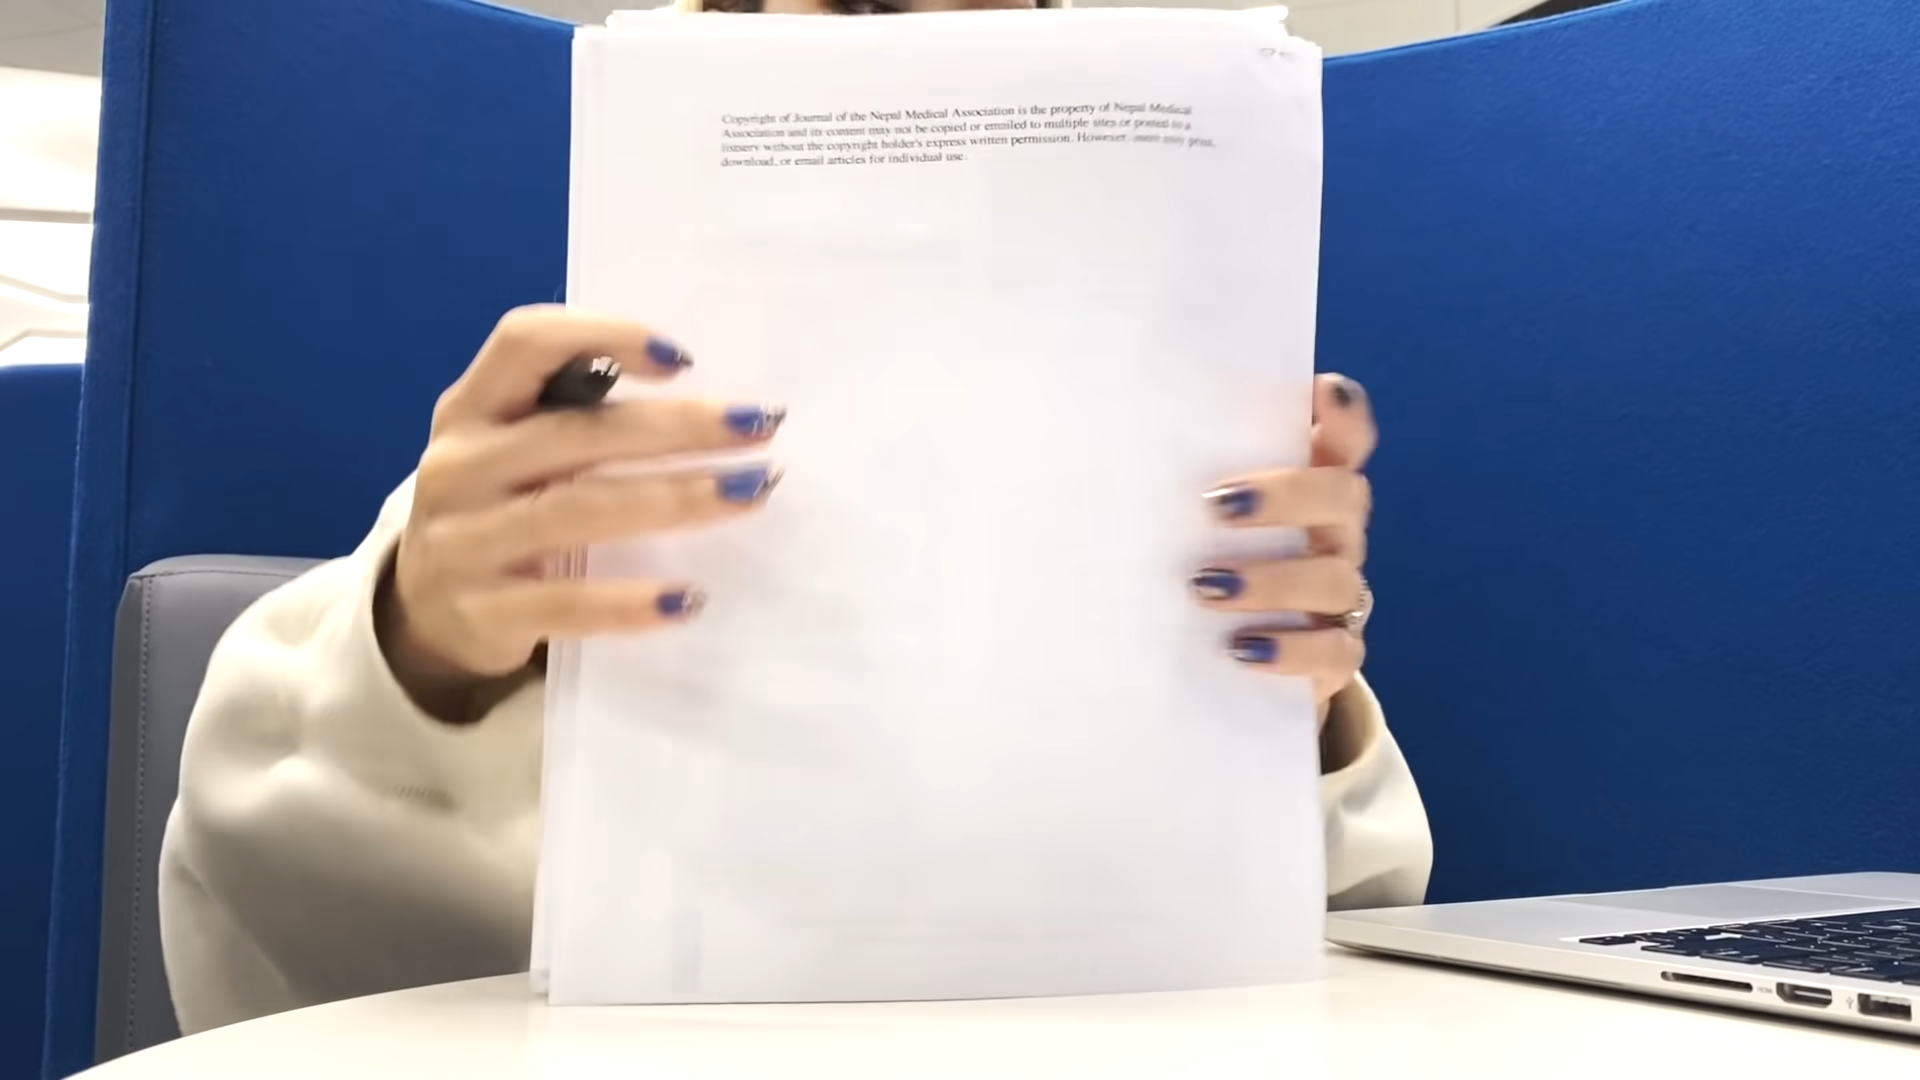 Copyright of Journal of the Nepal Medical Association is the property of Nepal Medical
Association and its content may not be copied or emailed to multiple sites or posted to a
listserv without the copyright holder's express written permission. However, users may print,
download, or email articles for individual use.